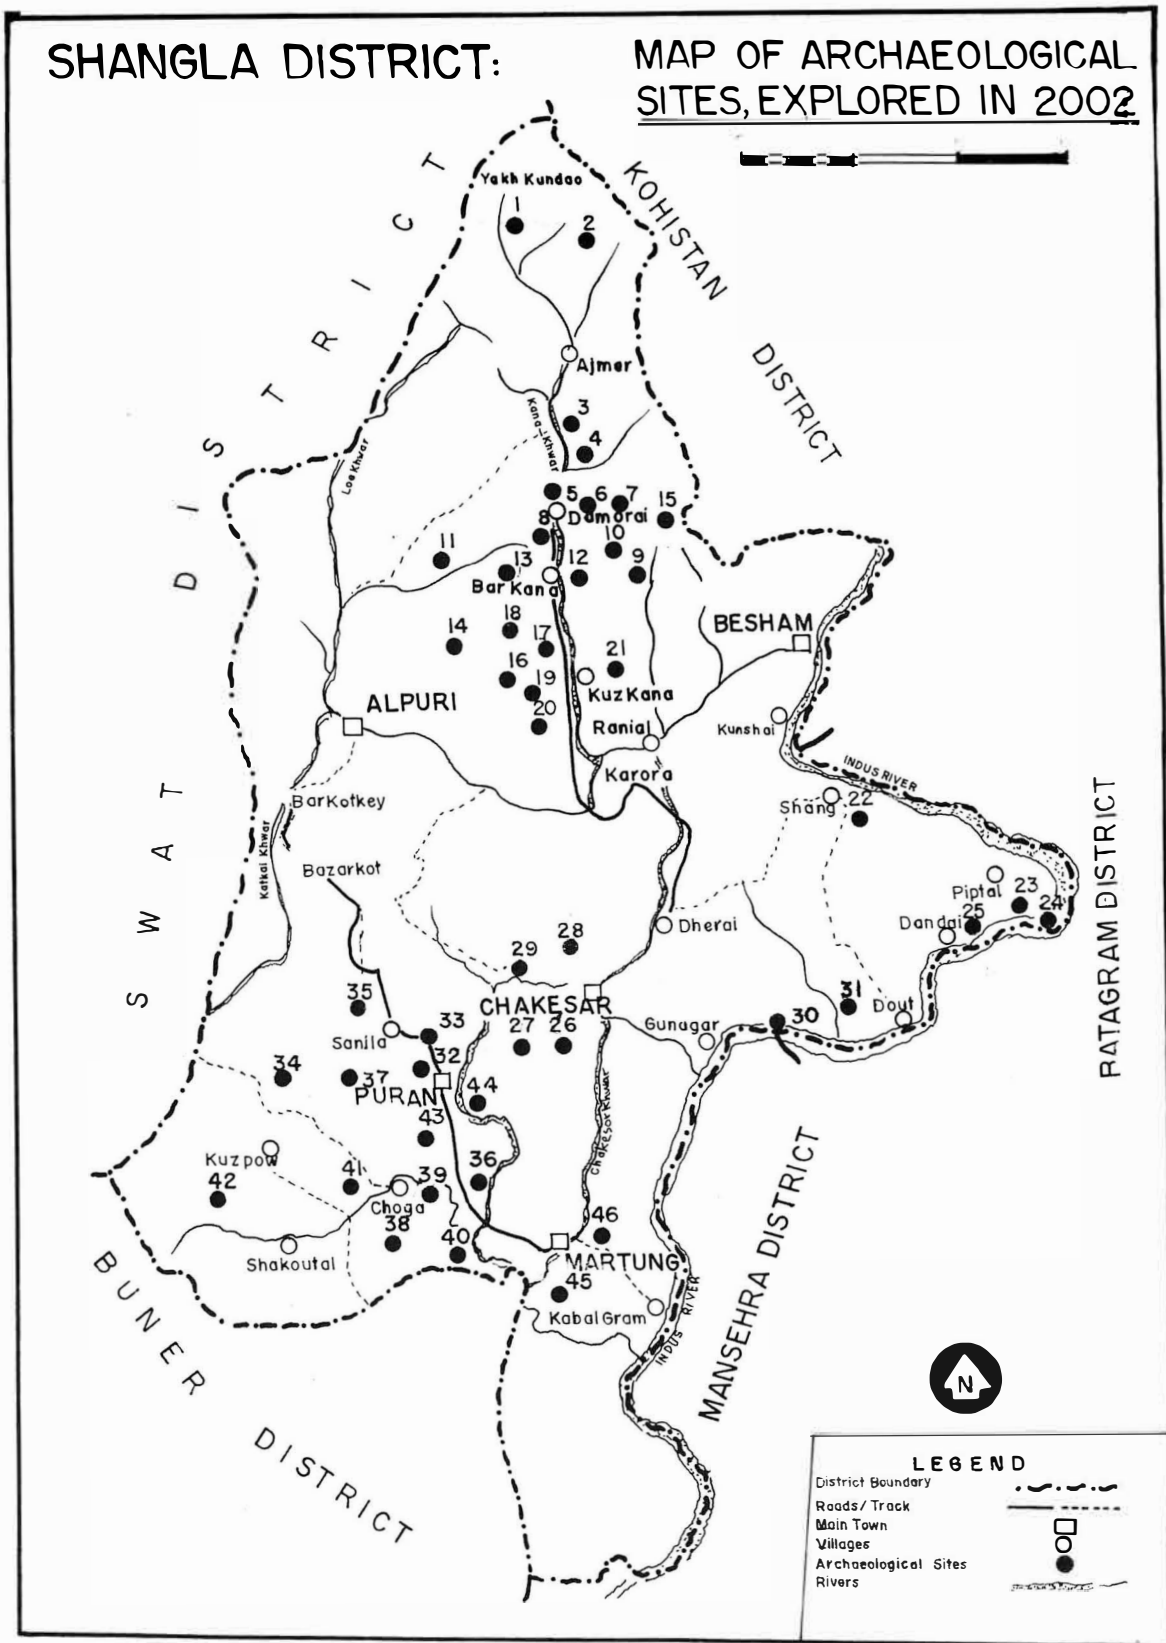 SHANGLA DISTRICT:
MAP OF ARCHAEOLOGICAL
SITES, EXPLORED IN 2002
SWAT DISTRICT
KOHISTAN DISTRICT
Yakh Kundao
1
2
Ajmer
3
Kana Khwar
4
Loe Khwar
5
6
7
15
Damorai
8
10
11
13
12
9
Bar Kana
BESHAM
14
18
17
21
16
19
KuzKana
ALPURI
20
Ranial
Kunshai
INDUS RIVER
Karora
BarKotkey
Shang
22
Katkai Khwar
Bazarkot
RATAGRAM DISTRICT
Piptal
23
24
Dandai
25
Dherai
28
29
35
CHAKESAR
31
Dout
30
Sanila
33
27
26
Gunagar
34
37
32
PURAN
44
Chakesar Khwar
43
Kuzpow
41
39
36
42
Choga
38
40
46
Shakoutal
MARTUNG
45
Kabal Gram
INDUS RIVER
MANSEHRA DISTRICT
BUNER DISTRICT
N
LEGEND
District Boundary
Roads/Track
Main Town
Villages
Archaeological Sites
Rivers